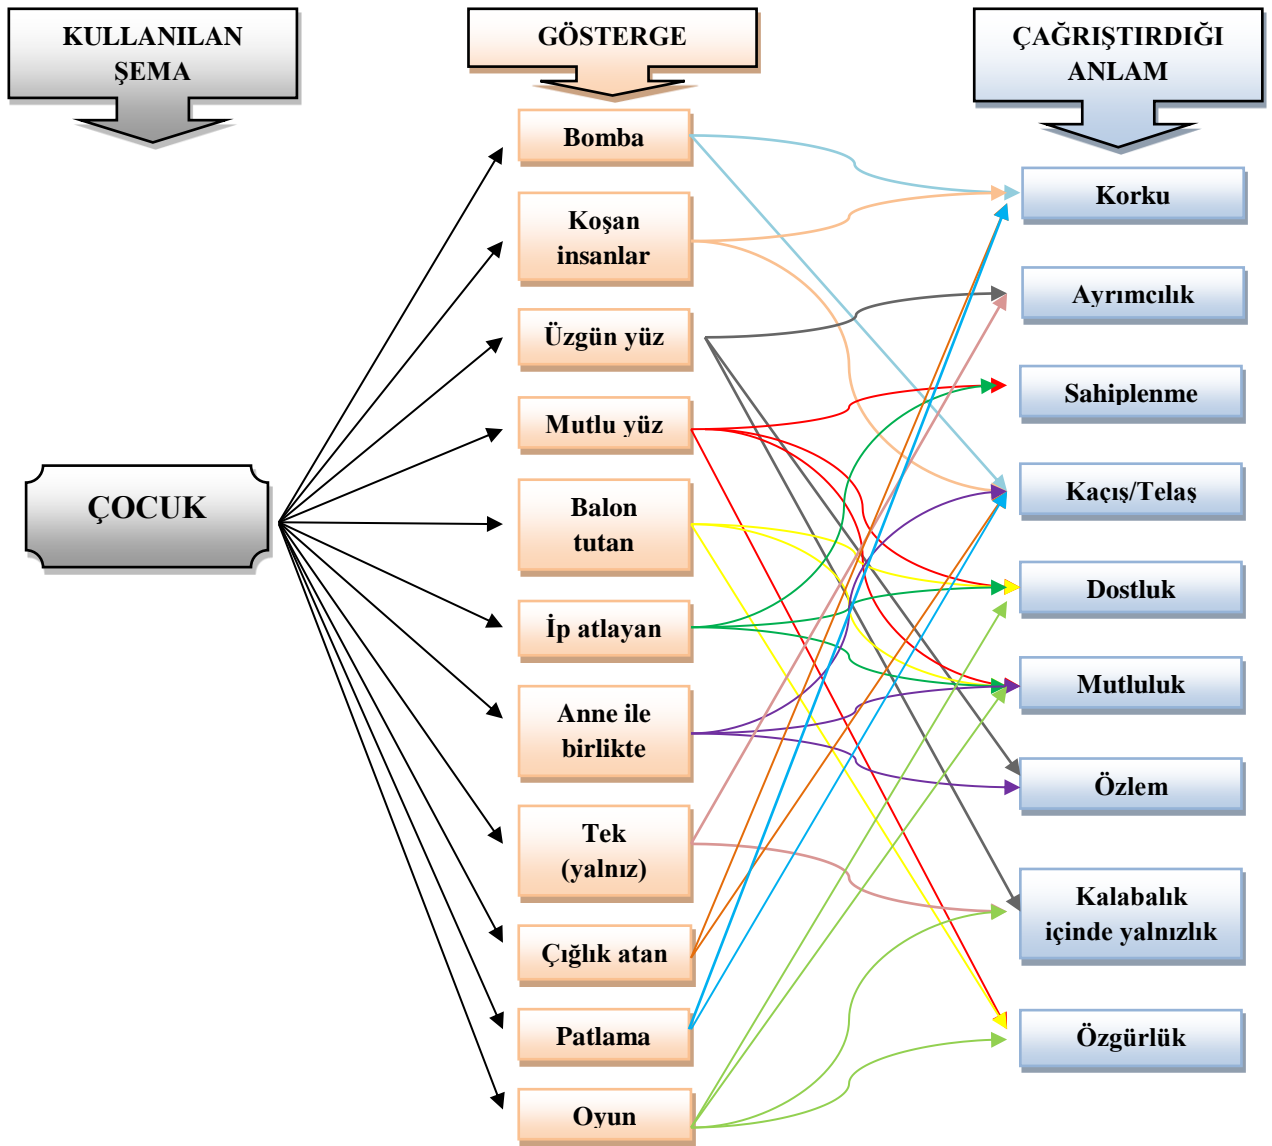 KULLANILAN
ŞEMA
GÖSTERGE
ÇAĞRIŞTIRDIĞI
ANLAM
ÇOCUK
Bomba
Koşan
insanlar
Üzgün yüz
Mutlu yüz
Balon
tutan
İp atlayan
Anne ile
birlikte
Tek
(yalnız)
Çığlık atan
Patlama
Oyun
Korku
Ayrımcılık
Sahiplenme
Kaçış/Telaş
Dostluk
Mutluluk
Özlem
Kalabalık
içinde yalnızlık
Özgürlük